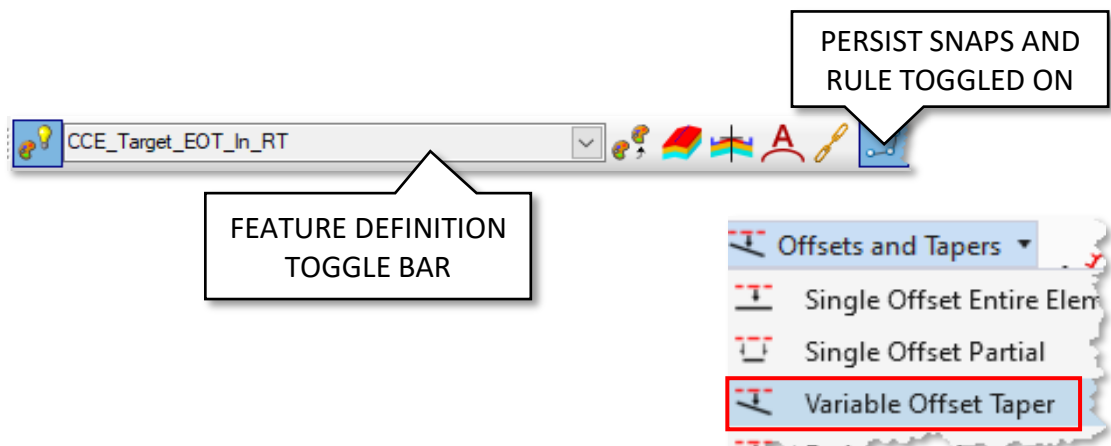 PERSIST SNAPS AND
RULE TOGGLED ON
CCE_Target_EOT_In_RT
FEATURE DEFINITION
TOGGLE BAR
Offsets and Tapers
Single Offset Entire Elem
Single Offset Partial
Variable Offset Taper